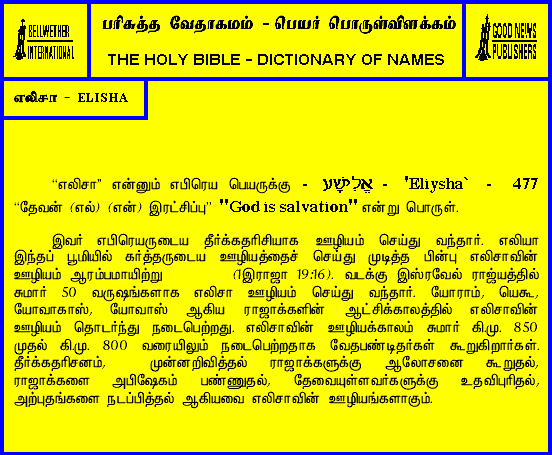 BELLWETHER
INTERNATIONAL
பரிசுத்த வேதாகமம் - பெயர் பொருள்விளக்கம்
THE HOLY BIBLE - DICTIONARY OF NAMES
GOOD NEWS
PUBLISHERS
எலிசா - ELISHA
“எலிசா” என்னும் எபிரெய பெயருக்கு - אֱלִישָׁע - 'Eliysha` - 477
“தேவன் (எல்) (என்) இரட்சிப்பு” "God is salvation" என்று பொருள்.
இவர் எபிரெயருடைய தீர்க்கதரிசியாக ஊழியம் செய்து வந்தார். எலியா
இந்தப் பூமியில் கர்த்தருடைய ஊழியத்தைச் செய்து முடித்த பின்பு எலிசாவின்
ஊழியம் ஆரம்பமாயிற்று (1இராஜா 19:16). வடக்கு இஸ்ரவேல் ராஜ்யத்தில்
சுமார் 50 வருஷங்களாக எலிசா ஊழியம் செய்து வந்தார். யோராம், யெகூ,
யோவாகாஸ், யோவாஸ் ஆகிய ராஜாக்களின் ஆட்சிக்காலத்தில் எலிசாவின்
ஊழியம் தொடர்ந்து நடைபெற்றது. எலிசாவின் ஊழியக்காலம் சுமார் கி.மு. 850
முதல் கி.மு. 800 வரையிலும் நடைபெற்றதாக வேதபண்டிதர்கள் கூறுகிறார்கள்.
தீர்க்கதரிசனம், முன்னறிவித்தல் ராஜாக்களுக்கு ஆலோசனை கூறுதல்,
ராஜாக்களை அபிஷேகம் பண்ணுதல், தேவையுள்ளவர்களுக்கு உதவிபுரிதல்,
அற்புதங்களை நடப்பித்தல் ஆகியவை எலிசாவின் ஊழியங்களாகும்.